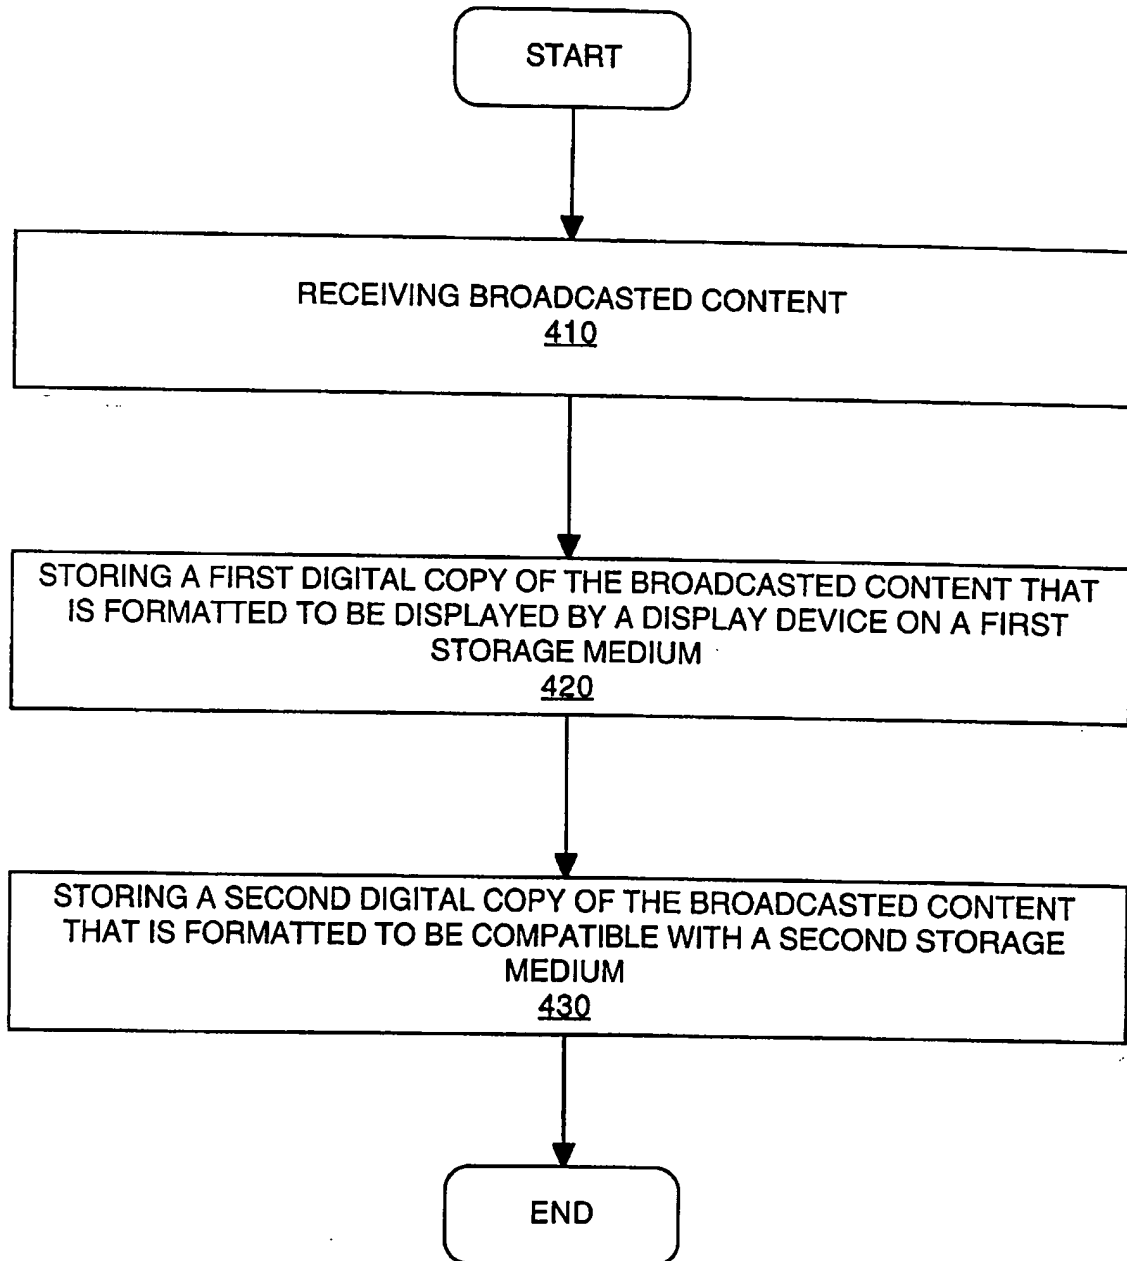 START
RECEIVING BROADCASTED CONTENT
410
STORING A FIRST DIGITAL COPY OF THE BROADCASTED CONTENT THAT
IS FORMATTED TO BE DISPLAYED BY A DISPLAY DEVICE ON A FIRST
STORAGE MEDIUM
420
STORING A SECOND DIGITAL COPY OF THE BROADCASTED CONTENT
THAT IS FORMATTED TO BE COMPATIBLE WITH A SECOND STORAGE
MEDIUM
430
END